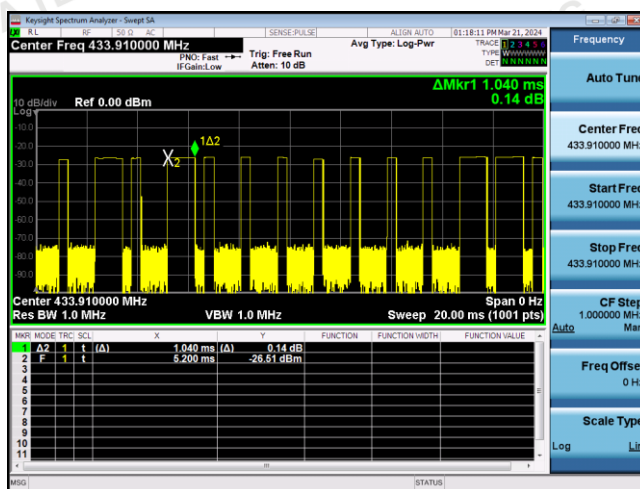 Keysight Spectrum Analyzer - Swept SA
RL RF 50 Ω AC SENSE:PULSE ALIGN AUTO 01:18:11 PM Mar 21, 2024
Center Freq 433.910000 MHz
PNO: Fast
IFGain:Low
Trig: Free Run
Atten: 10 dB
Avg Type: Log-Pwr
TRACE 1 2 3 4 5 6
TYPE WWWWWW
DET N N N N N N
ΔMkr1 1.040 ms
0.14 dB
10 dB/div Ref 0.00 dBm
Log
-10.0
-20.0
-30.0
-40.0
-50.0
-60.0
-70.0
-80.0
-90.0
1Δ2
X2
Center 433.910000 MHz Span 0 Hz
Res BW 1.0 MHz VBW 1.0 MHz Sweep 20.00 ms (1001 pts)
MKR MODE TRC SCL X Y FUNCTION FUNCTION WIDTH FUNCTION VALUE
1 Δ2 1 t (Δ) 1.040 ms (Δ) 0.14 dB
2 F 1 t 5.200 ms -26.51 dBm
3
4
5
6
7
8
9
10
11
MSG STATUS
Frequency
Auto Tune
Center Freq
433.910000 MHz
Start Freq
433.910000 MHz
Stop Freq
433.910000 MHz
CF Step
1.000000 MHz
Auto Man
Freq Offset
0 Hz
Scale Type
Log Lin